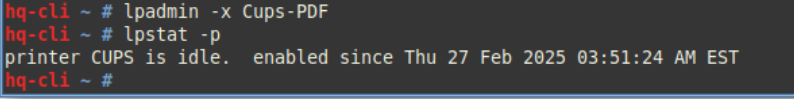 hq-cli ~ # lpadmin -x Cups-PDF
hq-cli ~ # lpstat -p
printer CUPS is idle.  enabled since Thu 27 Feb 2025 03:51:24 AM EST
hq-cli ~ #